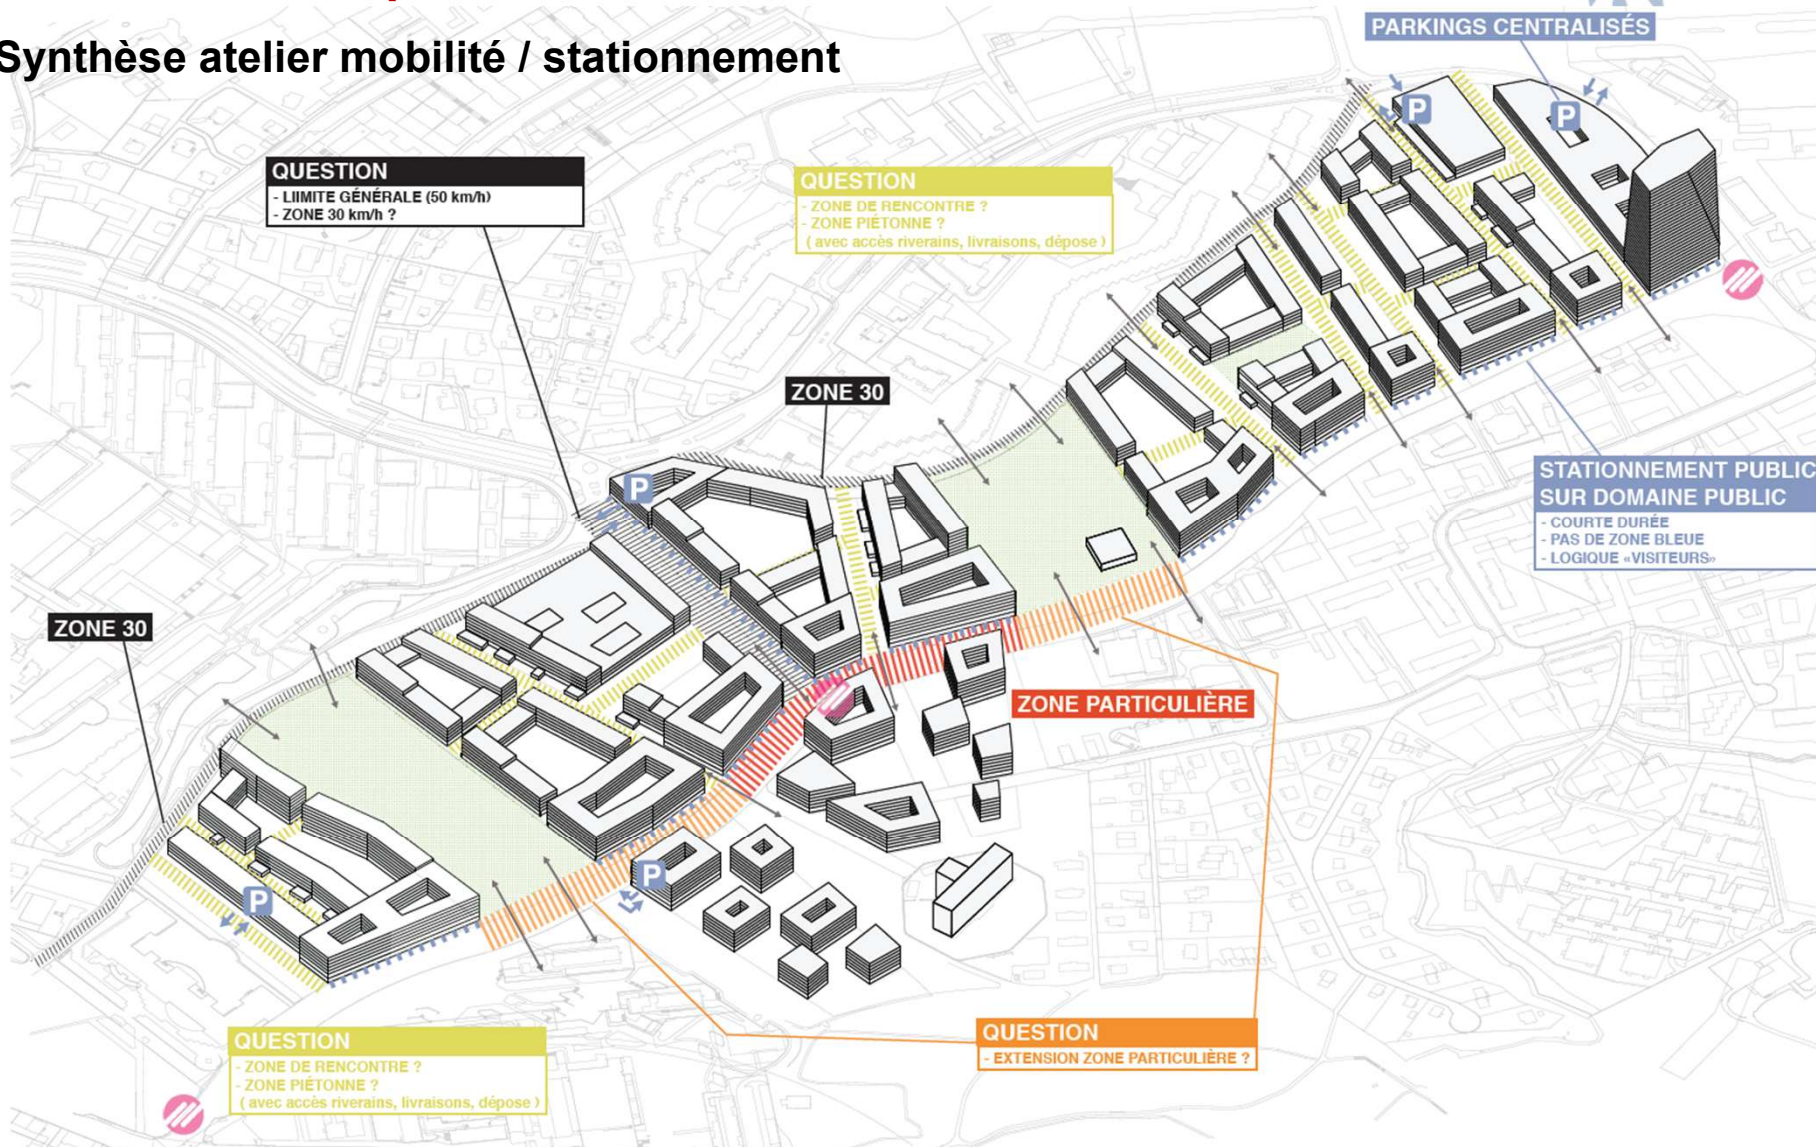 PARKINGS CENTRALISÉS
Synthèse atelier mobilité / stationnement
P
P
QUESTION
- LIIMITE GÉNÉRALE (50 km/h)
- ZONE 30 km/h ?
QUESTION
- ZONE DE RENCONTRE ?
- ZONE PIÉTONNE ?
( avec accès riverains, livraisons, dépose )
ZONE 30
STATIONNEMENT PUBLIC
SUR DOMAINE PUBLIC
- COURTE DURÉE
- PAS DE ZONE BLEUE
- LOGIQUE «VISITEURS»
P
ZONE 30
ZONE PARTICULIÈRE
P
P
QUESTION
- EXTENSION ZONE PARTICULIÈRE ?
QUESTION
- ZONE DE RENCONTRE ?
- ZONE PIÉTONNE ?
( avec accès riverains, livraisons, dépose )